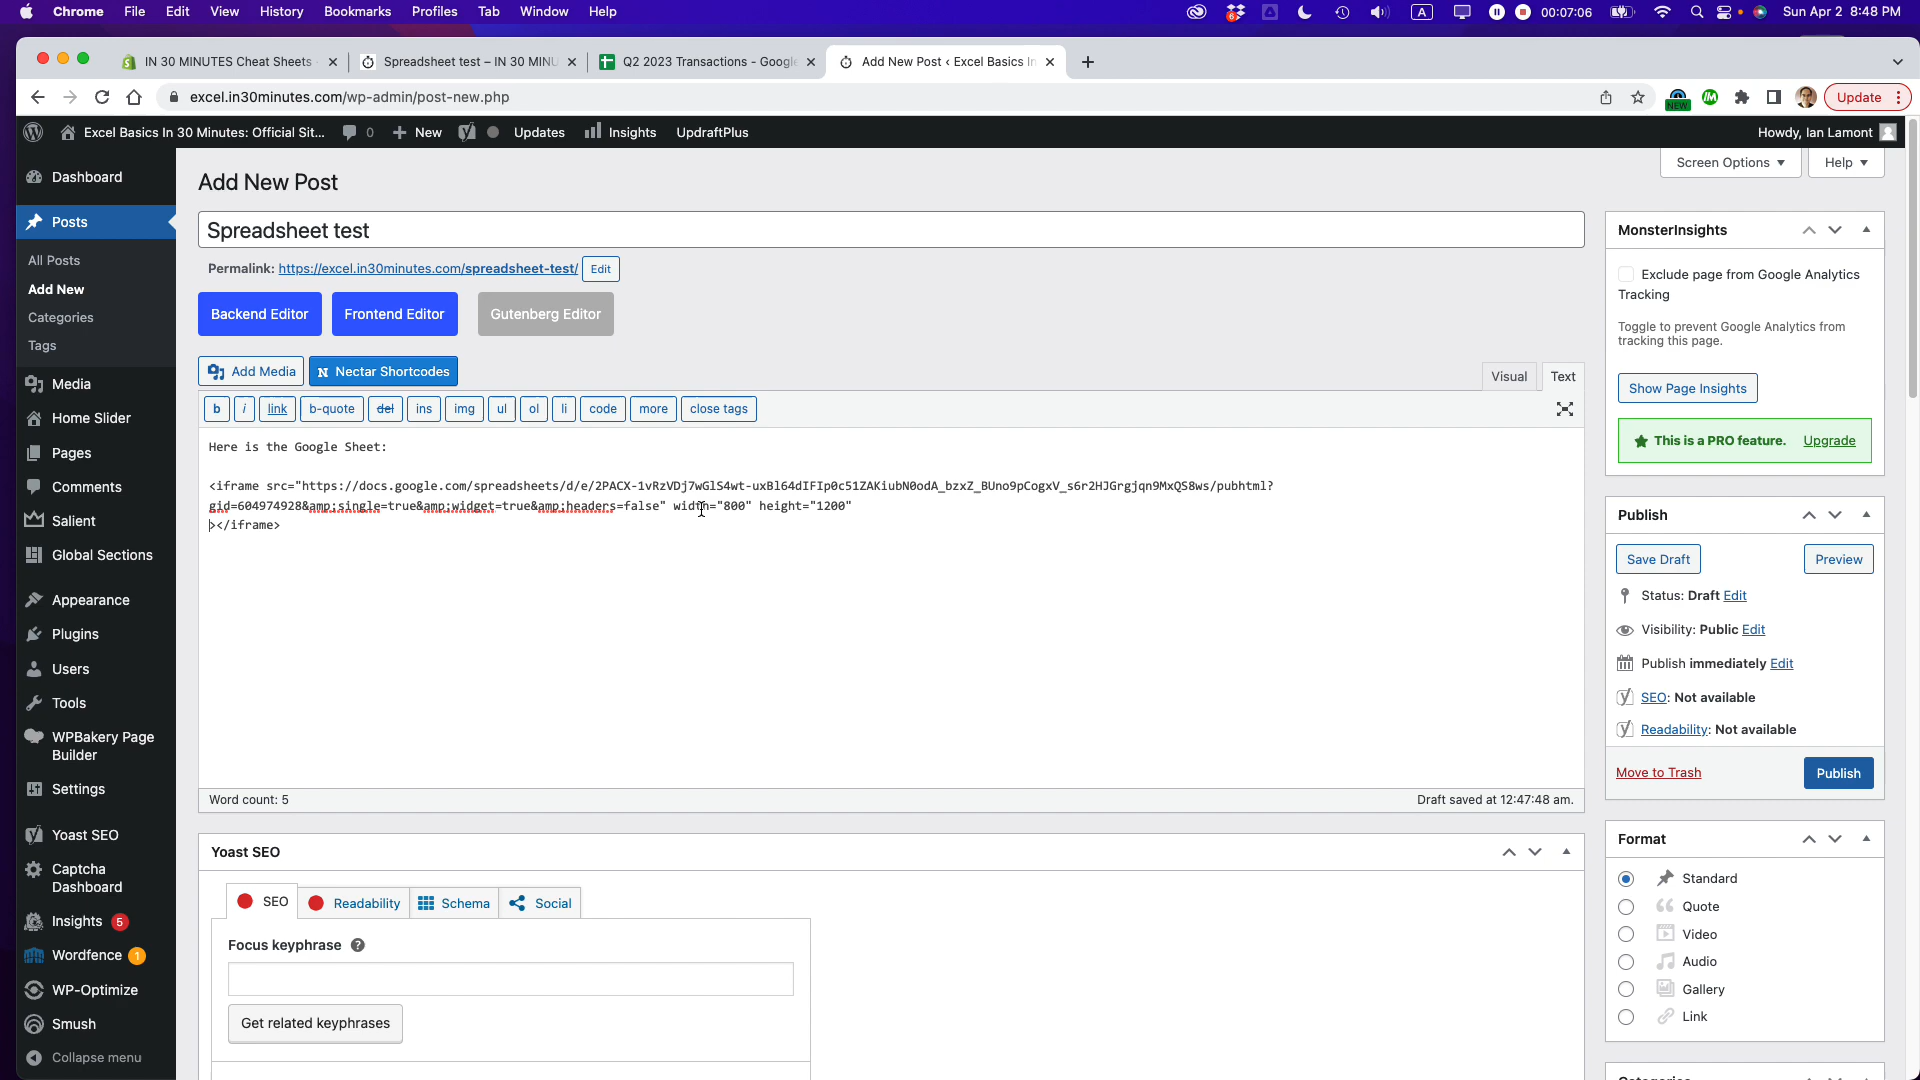 Chrome File Edit View History Bookmarks Profiles Tab Window Help
A 00:07:06 Sun Apr 2 8:48 PM
IN 30 MINUTES Cheat Sheets
Spreadsheet test – IN 30 MINU
Q2 2023 Transactions - Google
Add New Post ‹ Excel Basics In
excel.in30minutes.com/wp-admin/post-new.php
NEW
Update
Excel Basics In 30 Minutes: Official Sit... 0 New Updates Insights UpdraftPlus
Howdy, Ian Lamont
Screen Options
Help
Dashboard
Posts
All Posts
Add New
Categories
Tags
Media
Home Slider
Pages
Comments
Salient
Global Sections
Appearance
Plugins
Users
Tools
WPBakery Page
Builder
Settings
Yoast SEO
Captcha
Dashboard
Insights 5
Wordfence 1
WP-Optimize
Smush
Collapse menu
Add New Post
Spreadsheet test
Permalink: https://excel.in30minutes.com/spreadsheet-test/ Edit
Backend Editor Frontend Editor Gutenberg Editor
Add Media N Nectar Shortcodes
Visual Text
b i link b-quote del ins img ul ol li code more close tags
Here is the Google Sheet:
<iframe src="https://docs.google.com/spreadsheets/d/e/2PACX-1vRzVDj7wGlS4wt-uxBl64dIFIp0c51ZAKiubN0odA_bzxZ_BUno9pCogxV_s6r2HJGrgjqn9MxQS8ws/pubhtml?
gid=604974928&amp;single=true&amp;widget=true&amp;headers=false" width="800" height="1200"
></iframe>
Word count: 5
Draft saved at 12:47:48 am.
Yoast SEO
SEO Readability Schema Social
Focus keyphrase ?
Get related keyphrases
MonsterInsights
Exclude page from Google Analytics
Tracking
Toggle to prevent Google Analytics from
tracking this page.
Show Page Insights
This is a PRO feature. Upgrade
Publish
Save Draft
Preview
Status: Draft Edit
Visibility: Public Edit
Publish immediately Edit
SEO: Not available
Readability: Not available
Move to Trash
Publish
Format
Standard
Quote
Video
Audio
Gallery
Link